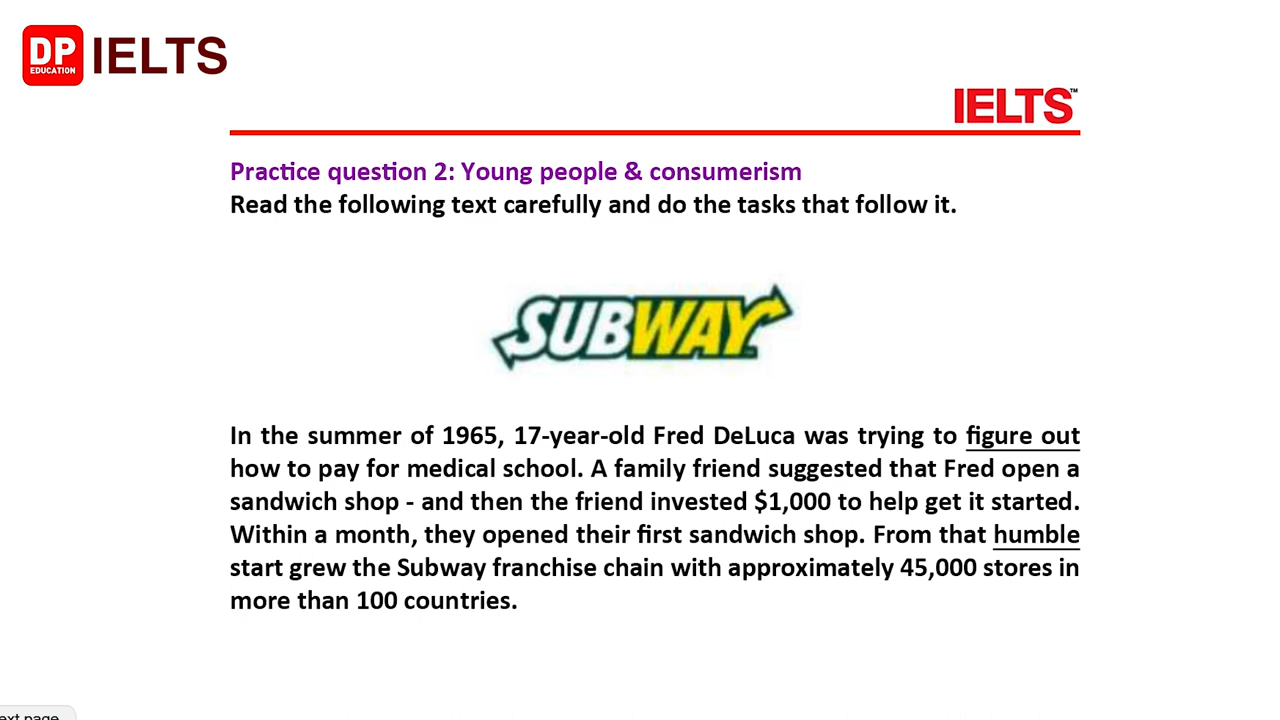 DP
EDUCATION
IELTS
IELTS™
Practice question 2: Young people & consumerism
Read the following text carefully and do the tasks that follow it.
SUBWAY
In the summer of 1965, 17-year-old Fred DeLuca was trying to figure out
how to pay for medical school. A family friend suggested that Fred open a
sandwich shop - and then the friend invested $1,000 to help get it started.
Within a month, they opened their first sandwich shop. From that humble
start grew the Subway franchise chain with approximately 45,000 stores in
more than 100 countries.
page